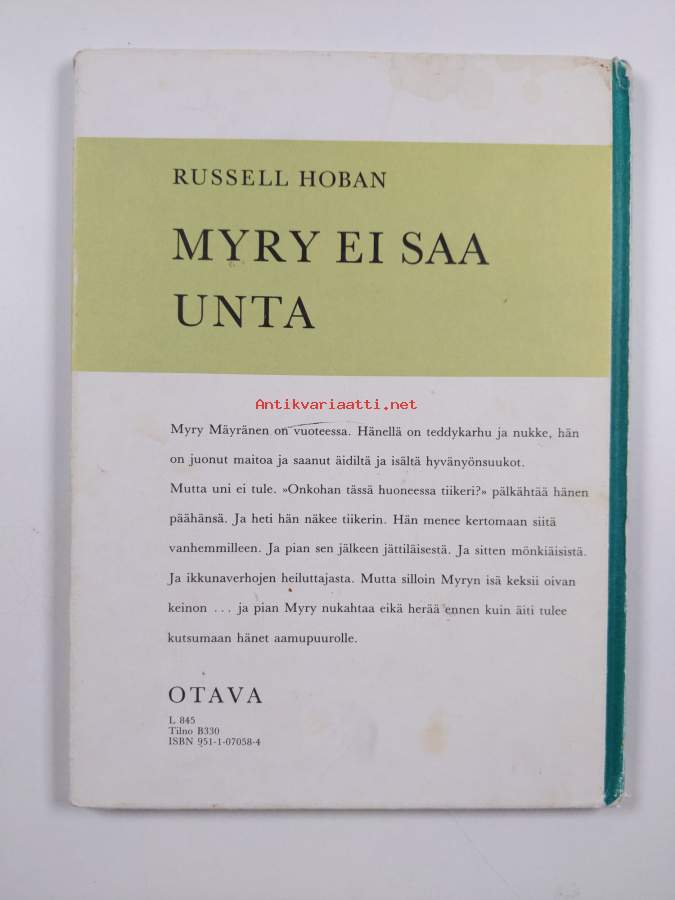 RUSSELL HOBAN
MYRY EI SAA
UNTA
Antikvariaatti.net
Myry Mäyränen on vuoteessa. Hänellä on teddykarhu ja nukke, hän
on juonut maitoa ja saanut äidiltä ja isältä hyvänyönsuukot.
Mutta uni ei tule. »Onkohan tässä huoneessa tiikeri?» pälkähtää hänen
päähänsä. Ja heti hän näkee tiikerin. Hän menee kertomaan siitä
vanhemmilleen. Ja pian sen jälkeen jättiläisestä. Ja sitten mönkiäisistä.
Ja ikkunaverhojen heiluttajasta. Mutta silloin Myryn isä keksii oivan
keinon ... ja pian Myry nukahtaa eikä herää ennen kuin äiti tulee
kutsumaan hänet aamupuurolle.
OTAVA
L 845
Tilno B330
ISBN 951-1-07058-4